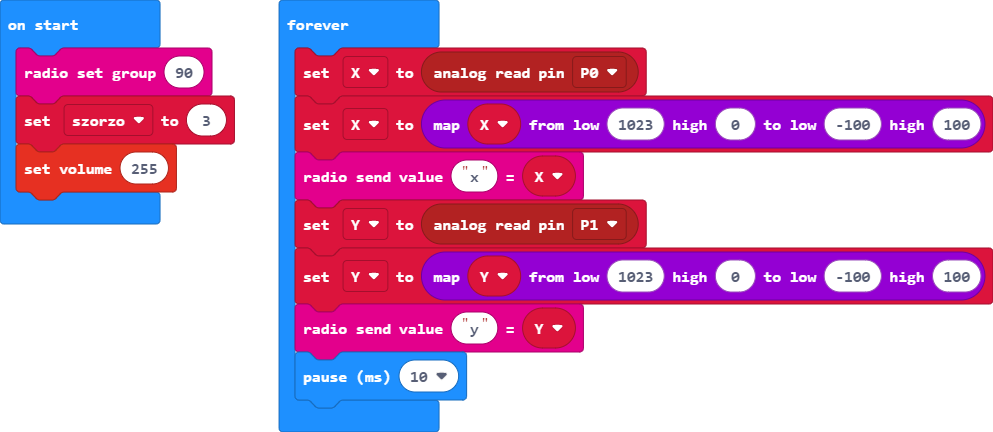 on start
radio set group 90
set szorzo to 3
set volume 255
forever
set X to analog read pin P0
set X to map X from low 1023 high 0 to low -100 high 100
radio send value "x" = X
set Y to analog read pin P1
set Y to map Y from low 1023 high 0 to low -100 high 100
radio send value "y" = Y
pause (ms) 10